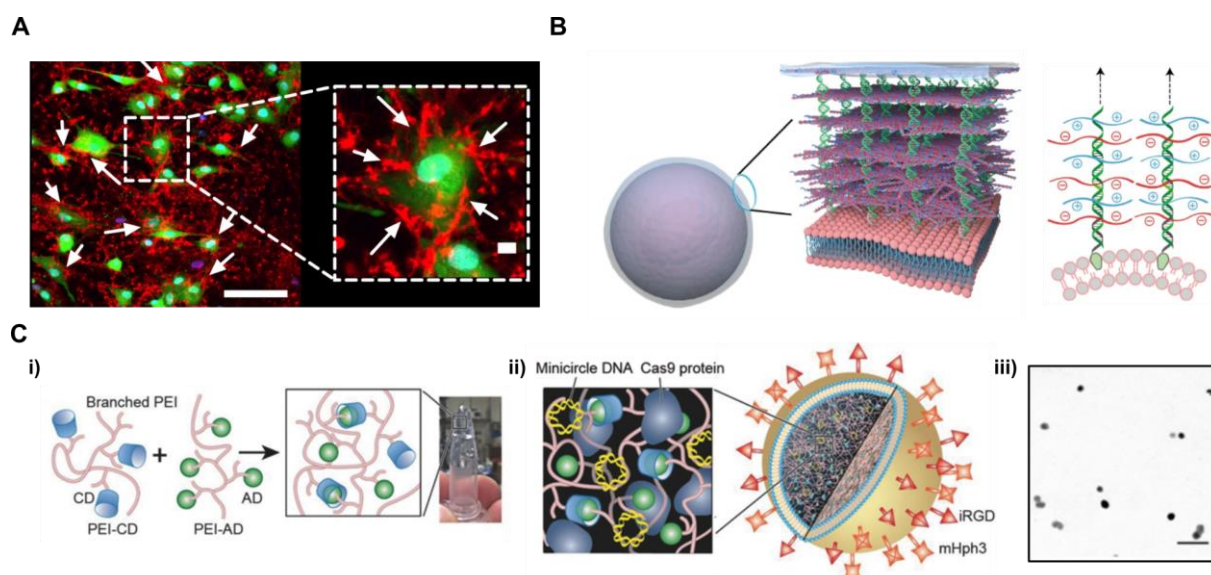 A
B
C
i)
Branched PEI
+
CD
AD
PEI-CD
PEI-AD
ii)
Minicircle DNA
Cas9 protein
iRGD
mHph3
iii)